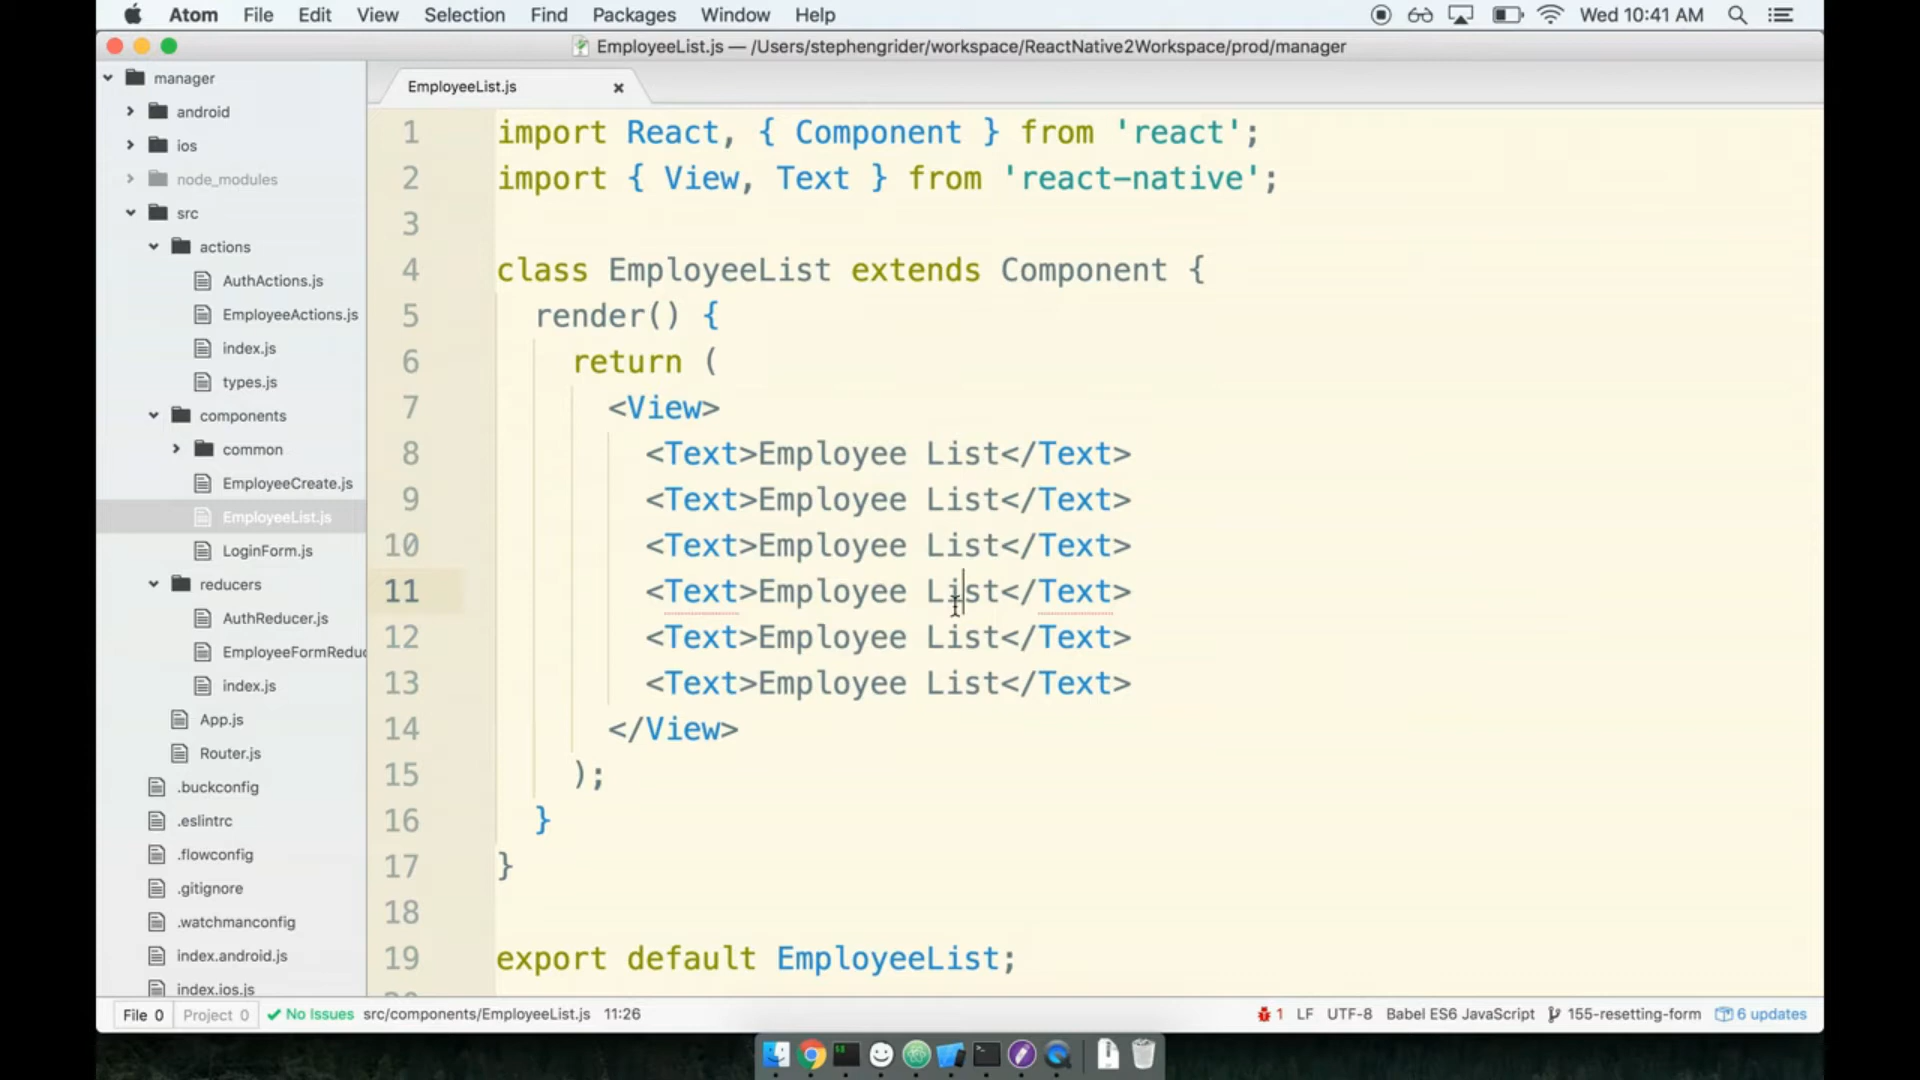 Atom File Edit View Selection Find Packages Window Help Wed 10:41 AM
EmployeeList.js — /Users/stephengrider/workspace/ReactNative2Workspace/prod/manager
manager
android
ios
node_modules
src
actions
AuthActions.js
EmployeeActions.js
index.js
types.js
components
common
EmployeeCreate.js
EmployeeList.js
LoginForm.js
reducers
AuthReducer.js
EmployeeFormReduc
index.js
App.js
Router.js
.buckconfig
.eslintrc
.flowconfig
.gitignore
.watchmanconfig
index.android.js
index.ios.js
EmployeeList.js
1 import React, { Component } from 'react';
2 import { View, Text } from 'react-native';
3
4 class EmployeeList extends Component {
5 render() {
6 return (
7 <View>
8 <Text>Employee List</Text>
9 <Text>Employee List</Text>
10 <Text>Employee List</Text>
11 <Text>Employee List</Text>
12 <Text>Employee List</Text>
13 <Text>Employee List</Text>
14 </View>
15 );
16 }
17 }
18
19 export default EmployeeList;
File 0 Project 0 No Issues src/components/EmployeeList.js 11:26 1 LF UTF-8 Babel ES6 JavaScript 155-resetting-form 6 updates